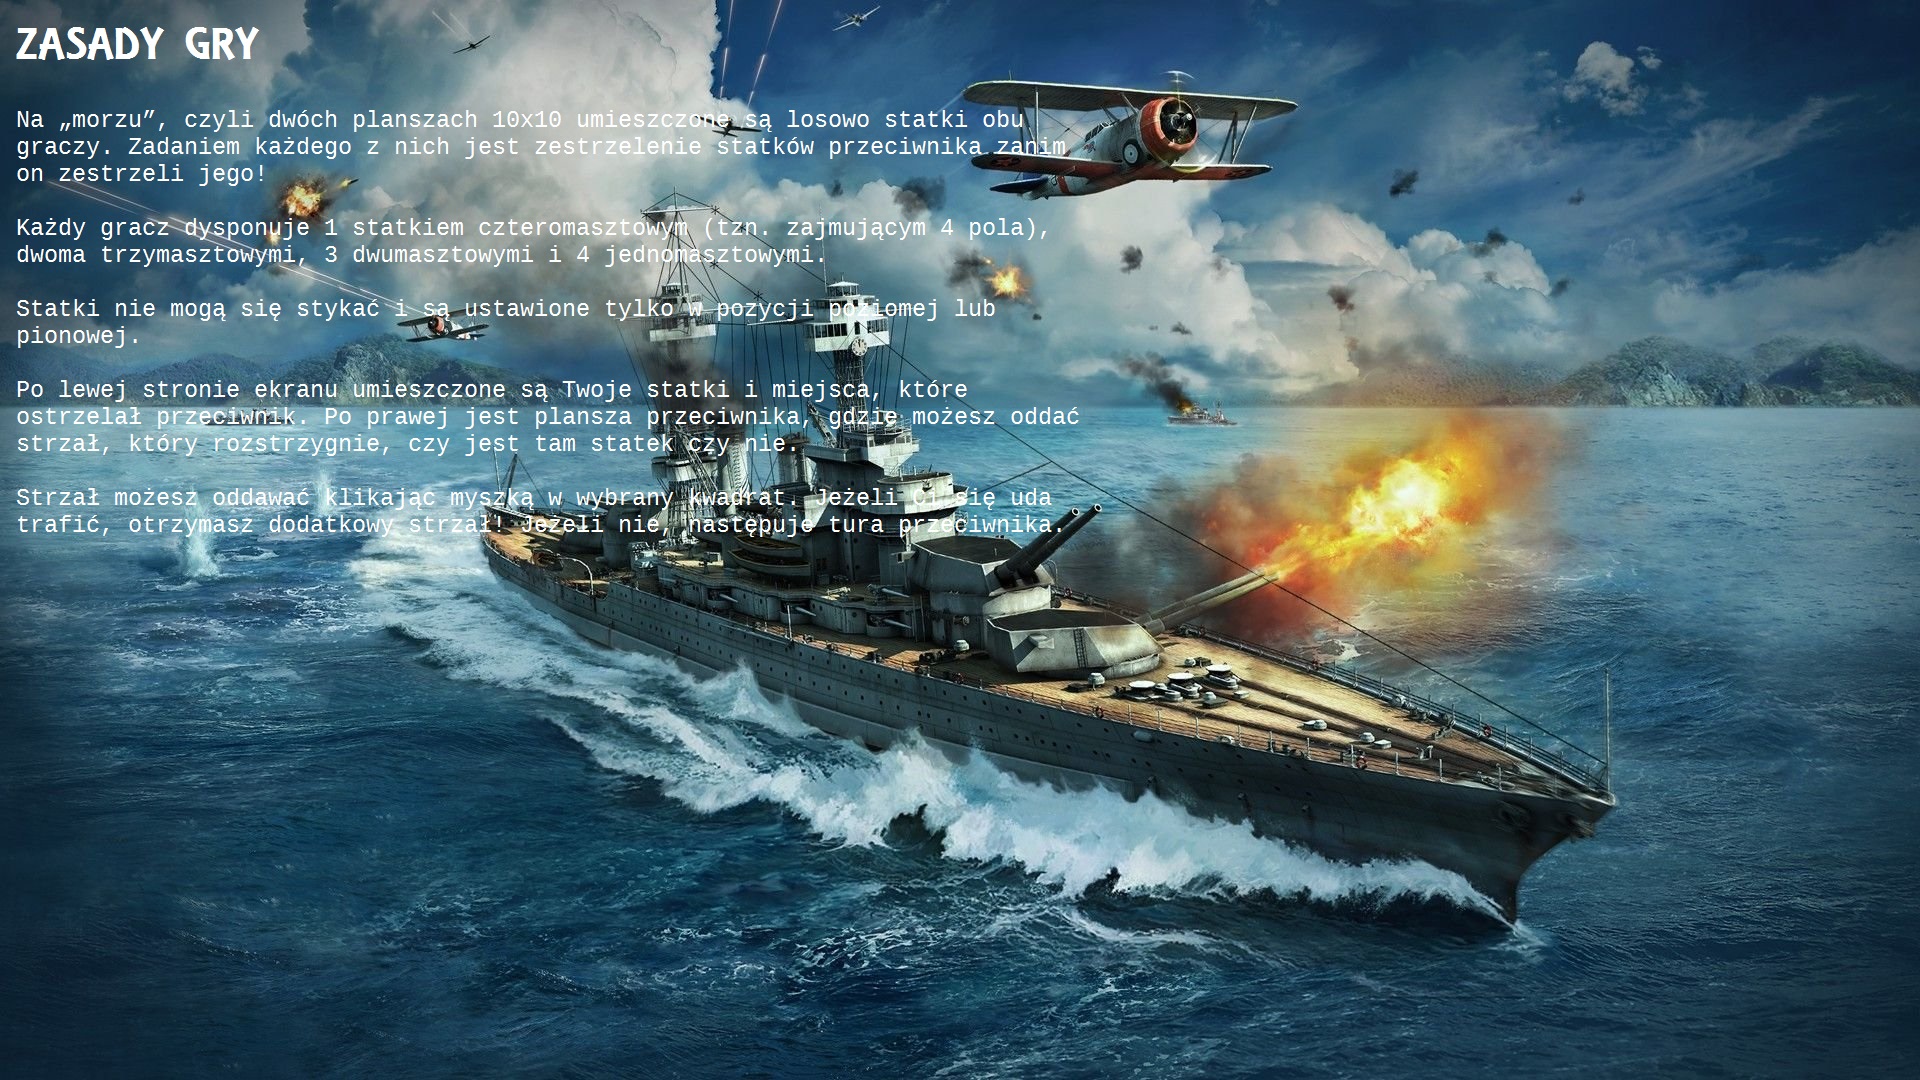 ZASADY GRY
Na „morzu”, czyli dwóch planszach 10x10 umieszczone są losowo statki obu
graczy. Zadaniem każdego z nich jest zestrzelenie statków przeciwnika zanim
on zestrzeli jego!
Każdy gracz dysponuje 1 statkiem czteromasztowym (tzn. zajmującym 4 pola),
dwoma trzymasztowymi, 3 dwumasztowymi i 4 jednomasztowymi.
Statki nie mogą się stykać i są ustawione tylko w pozycji poziomej lub
pionowej.
Po lewej stronie ekranu umieszczone są Twoje statki i miejsca, które
ostrzelał przeciwnik. Po prawej jest plansza przeciwnika, gdzie możesz oddać
strzał, który rozstrzygnie, czy jest tam statek czy nie.
Strzał możesz oddawać klikając myszką w wybrany kwadrat. Jeżeli Ci się uda
trafić, otrzymasz dodatkowy strzał! Jeżeli nie, następuje tura przeciwnika.